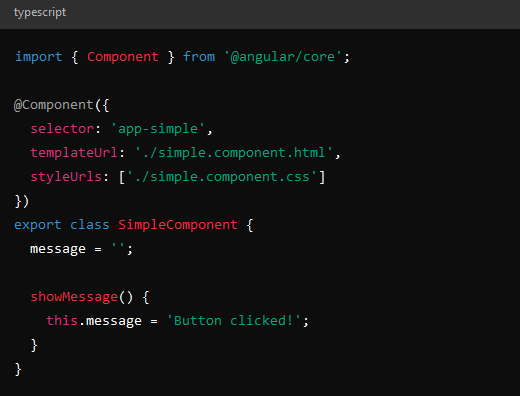 typescript
import { Component } from '@angular/core';
@Component({
  selector: 'app-simple',
  templateUrl: './simple.component.html',
  styleUrls: ['./simple.component.css']
})
export class SimpleComponent {
  message = '';
  showMessage() {
    this.message = 'Button clicked!';
  }
}